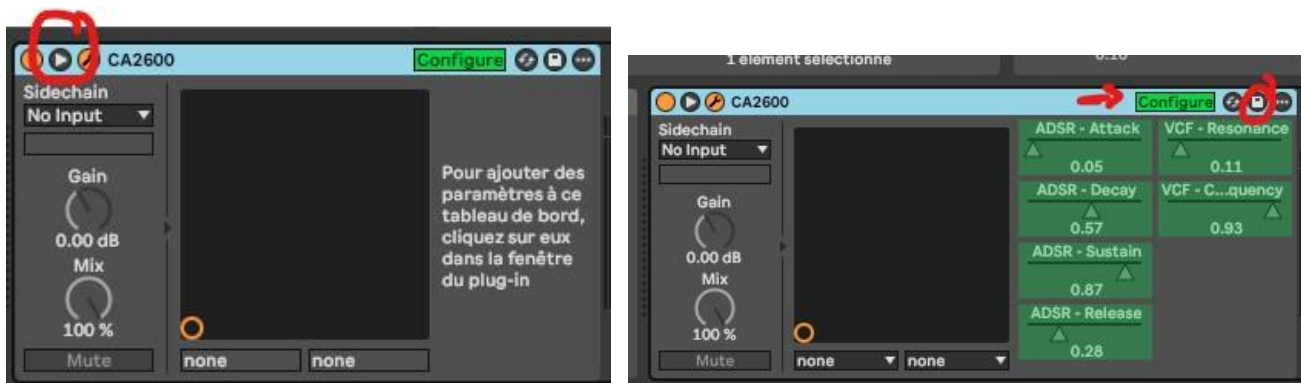 CA2600 Configure
Sidechain
No Input
Gain
0.00 dB
Mix
100 %
Mute
none none
Pour ajouter des
paramètres à ce
tableau de bord,
cliquez sur eux
dans la fenêtre
du plug-in
1 élément sélectionné 0.10
CA2600 Configure
Sidechain
No Input
Gain
0.00 dB
Mix
100 %
Mute
none none
ADSR - Attack
0.05
ADSR - Decay
0.57
ADSR - Sustain
0.87
ADSR - Release
0.28
VCF - Resonance
0.11
VCF - C...quency
0.93